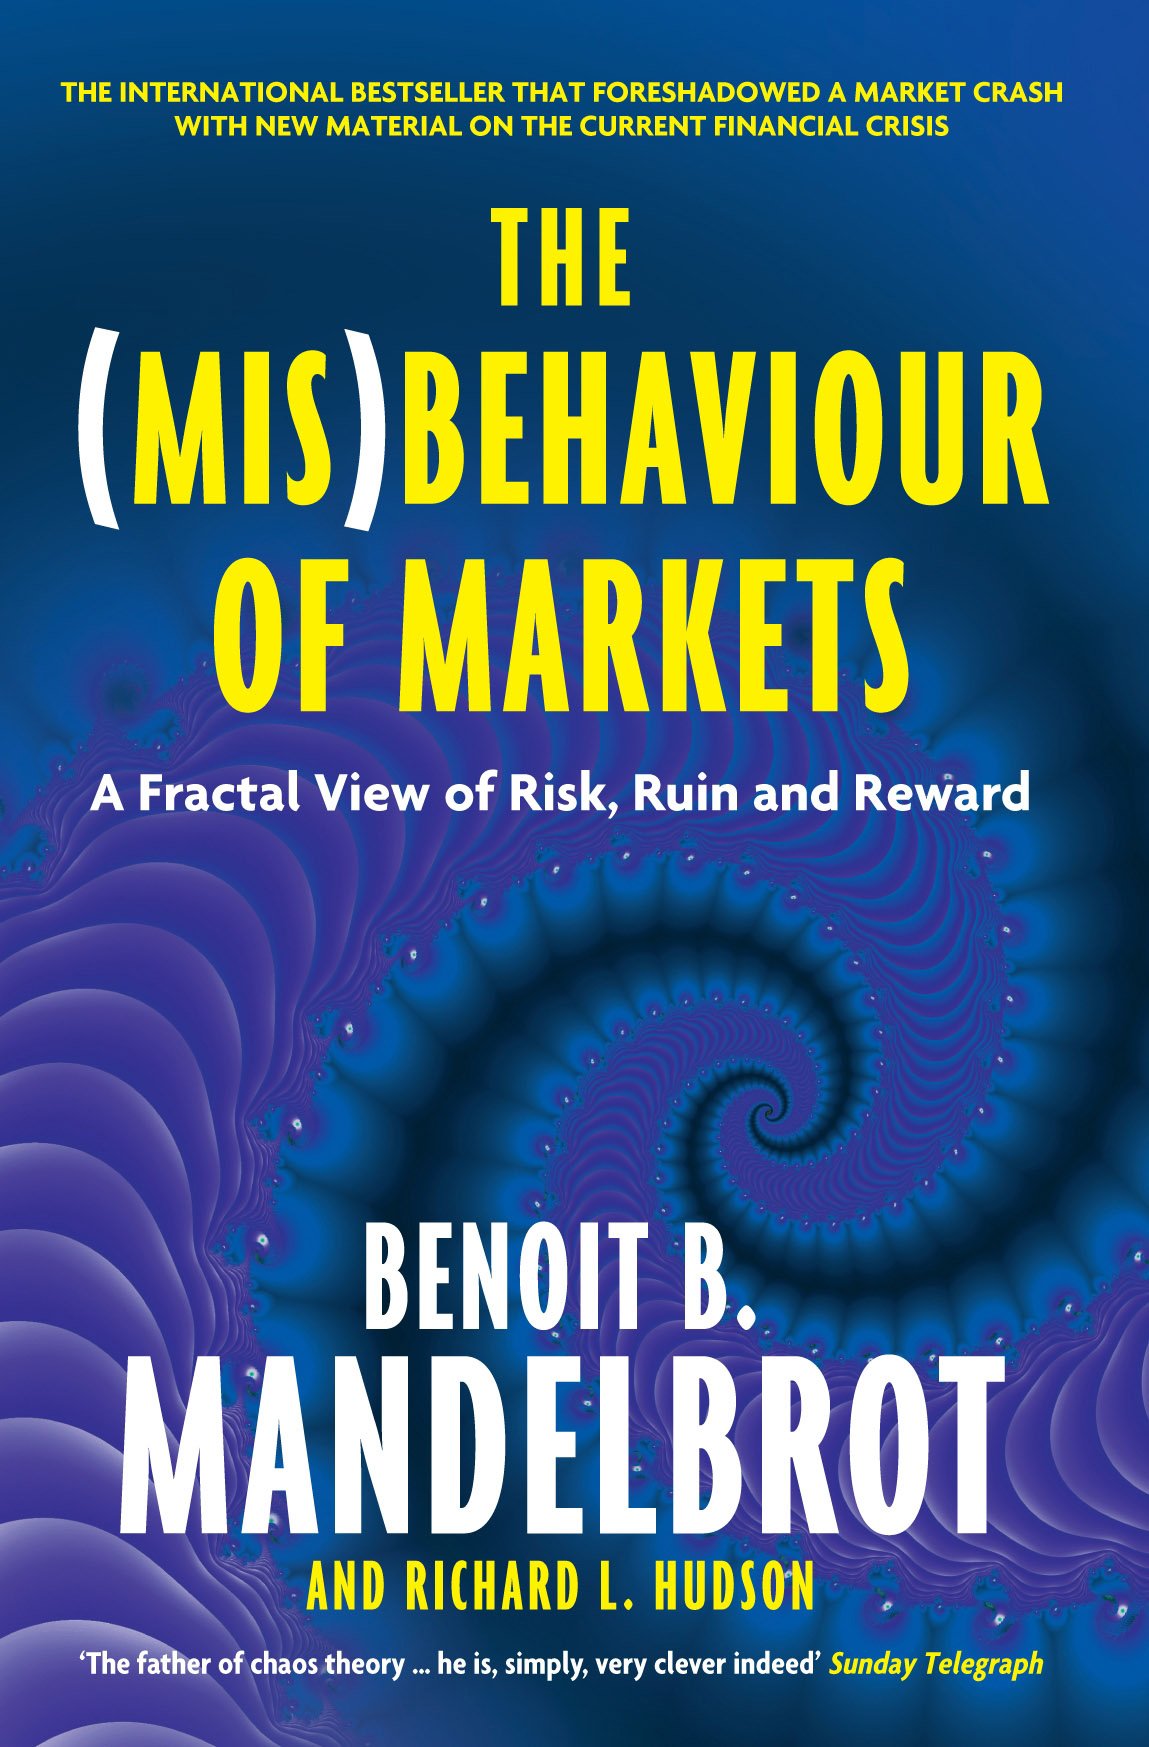 THE INTERNATIONAL BESTSELLER THAT FORESHADOWED A MARKET CRASH
WITH NEW MATERIAL ON THE CURRENT FINANCIAL CRISIS
THE
(MIS)BEHAVIOUR
OF MARKETS
A Fractal View of Risk, Ruin and Reward
BENOIT B.
MANDELBROT
AND RICHARD L. HUDSON
‘The father of chaos theory ... he is, simply, very clever indeed’ Sunday Telegraph